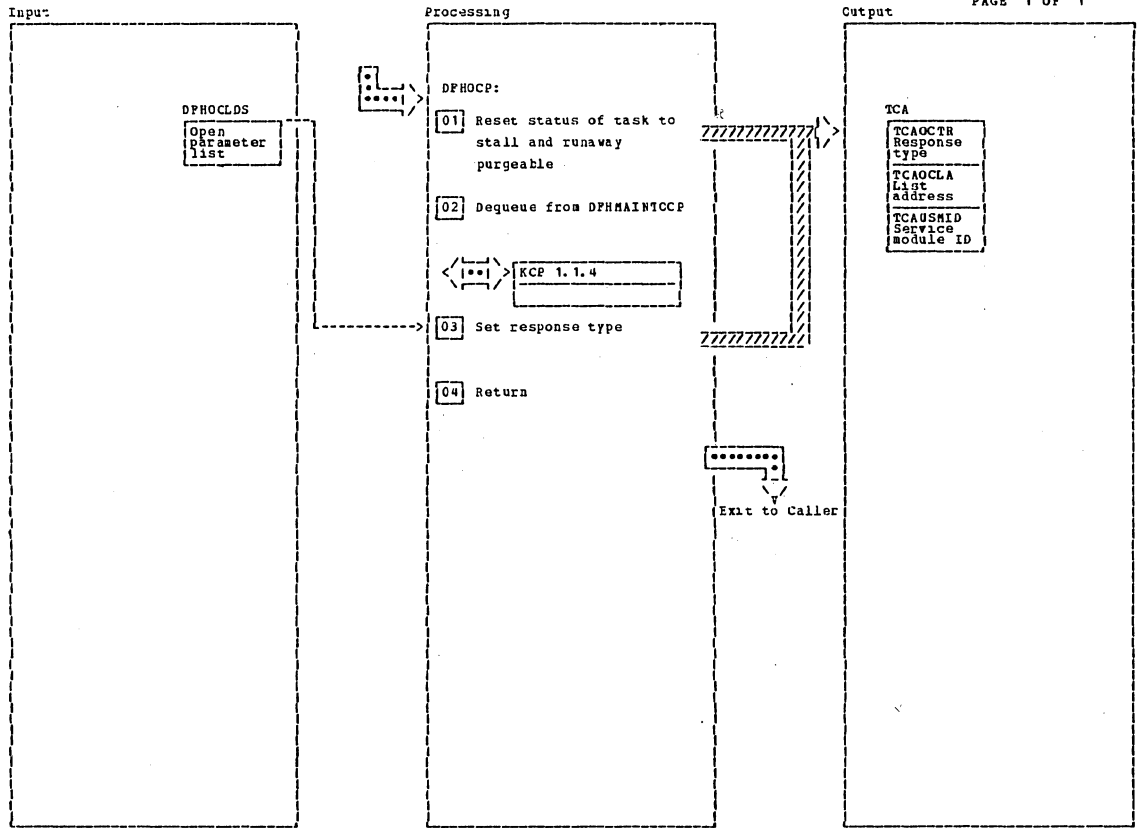 PAGE 1 OF 1
Input
Processing
Output
DFHOCLDS
Open
parameter
list
DFHOCP:
01 Reset status of task to
stall and runaway
purgeable
02 Dequeue from DFHMAINTCCP
KCP 1.1.4
03 Set response type
04 Return
Exit to Caller
TCA
TCAOCTR
Response
type
TCAOCLA
List
address
TCAUSMID
Service
module ID